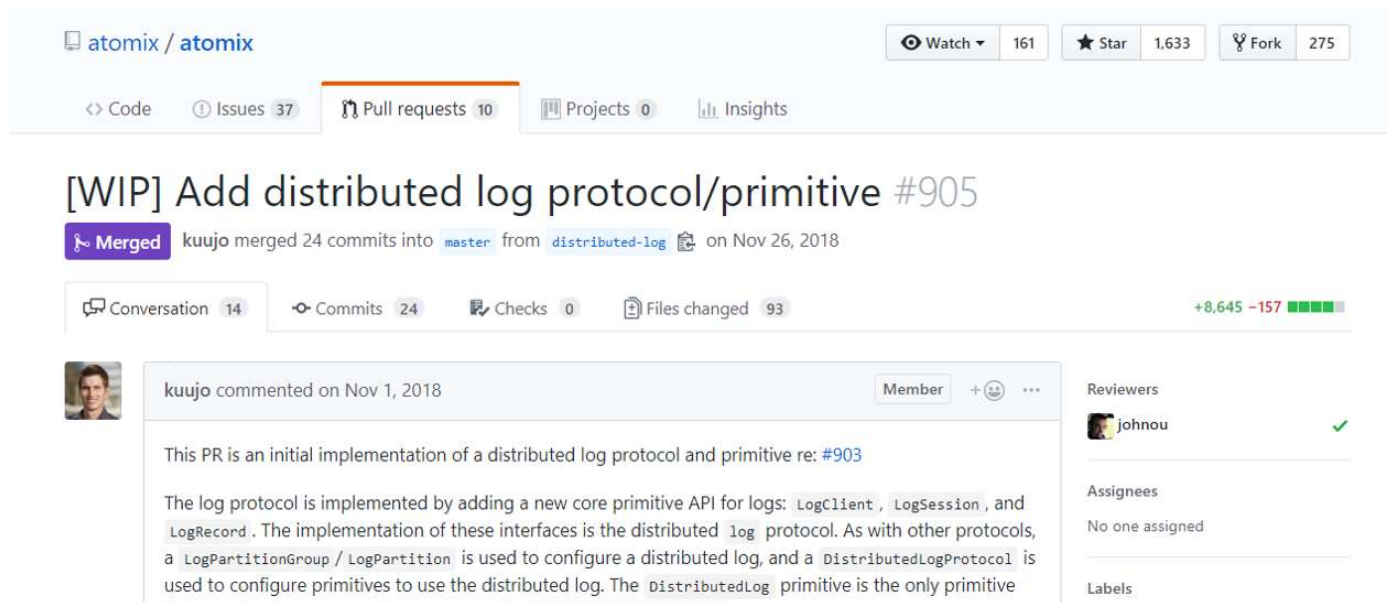 atomix / atomix
Watch 161 Star 1,633 Fork 275
<> Code Issues 37 Pull requests 10 Projects 0 Insights
[WIP] Add distributed log protocol/primitive #905
Merged kuujo merged 24 commits into master from distributed-log on Nov 26, 2018
Conversation 14 Commits 24 Checks 0 Files changed 93 +8,645 −157
kuujo commented on Nov 1, 2018 Member + ···
This PR is an initial implementation of a distributed log protocol and primitive re: #903
The log protocol is implemented by adding a new core primitive API for logs: LogClient , LogSession , and
LogRecord . The implementation of these interfaces is the distributed log protocol. As with other protocols,
a LogPartitionGroup / LogPartition is used to configure a distributed log, and a DistributedLogProtocol is
used to configure primitives to use the distributed log. The DistributedLog primitive is the only primitive
Reviewers
johnou
Assignees
No one assigned
Labels